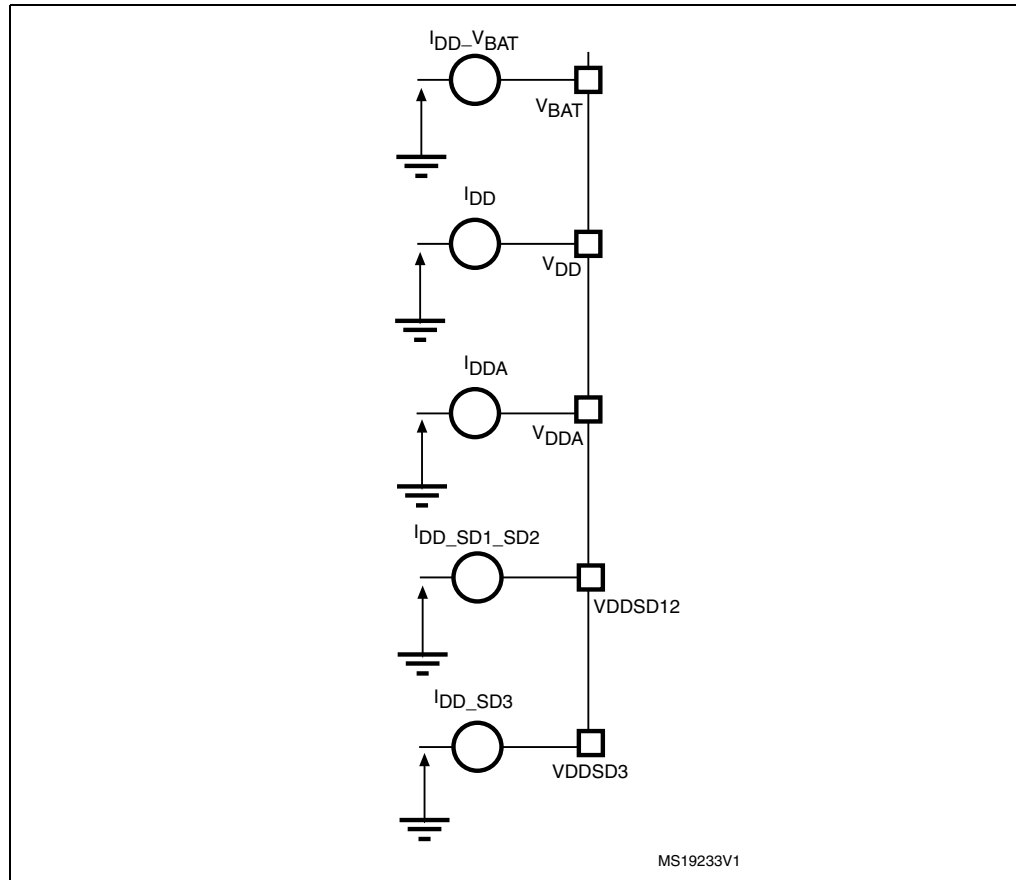 IDD_VBAT
VBAT
IDD
VDD
IDDA
VDDA
IDD_SD1_SD2
VDDSD12
IDD_SD3
VDDSD3
MS19233V1